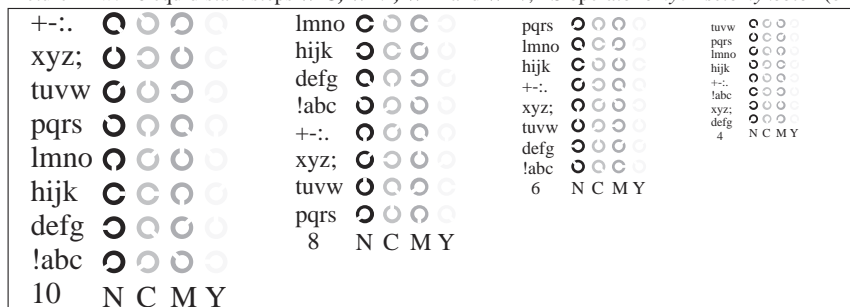 +-:.
xyz;
tuvw
pqrs
lmno
hijk
defg
!abc
10 N C M Y
lmno
hijk
defg
!abc
+-:.
xyz;
tuvw
pqrs
8 N C M Y
pqrs
lmno
hijk
+-:.
xyz;
tuvw
defg
!abc
6 N C M Y
tuvw
pqrs
lmno
hijk
+-:.
!abc
xyz;
defg
4 N C M Y